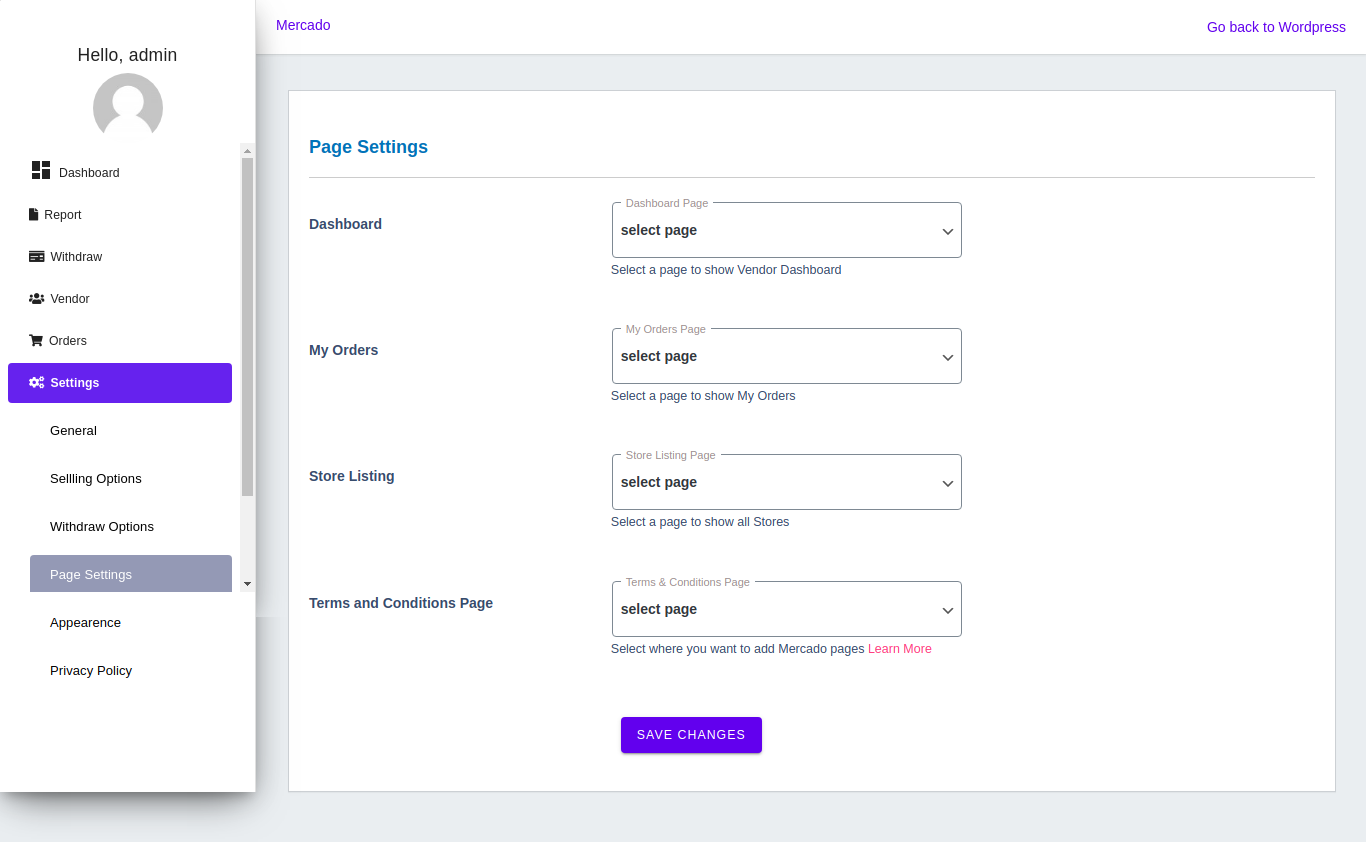 Mercado
Go back to Wordpress
Hello, admin
Dashboard
Report
Withdraw
Vendor
Orders
Settings
General
Sellling Options
Withdraw Options
Page Settings
Appearence
Privacy Policy
Page Settings
Dashboard
Dashboard Page
select page
Select a page to show Vendor Dashboard
My Orders
My Orders Page
select page
Select a page to show My Orders
Store Listing
Store Listing Page
select page
Select a page to show all Stores
Terms and Conditions Page
Terms & Conditions Page
select page
Select where you want to add Mercado pages Learn More
SAVE CHANGES